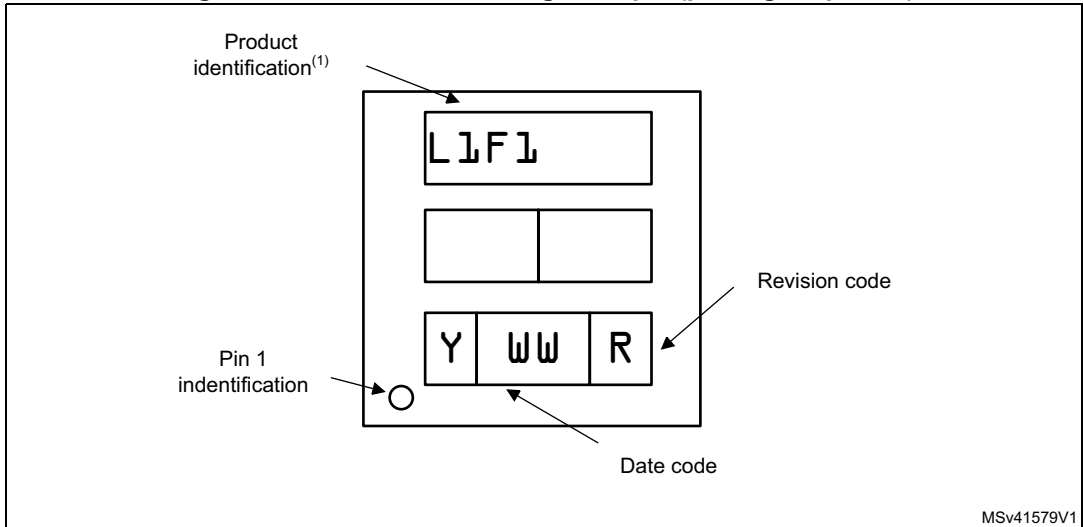 Product
identification(1)
L1F1
Revision code
Y WW R
Pin 1
indentification
Date code
MSv41579V1